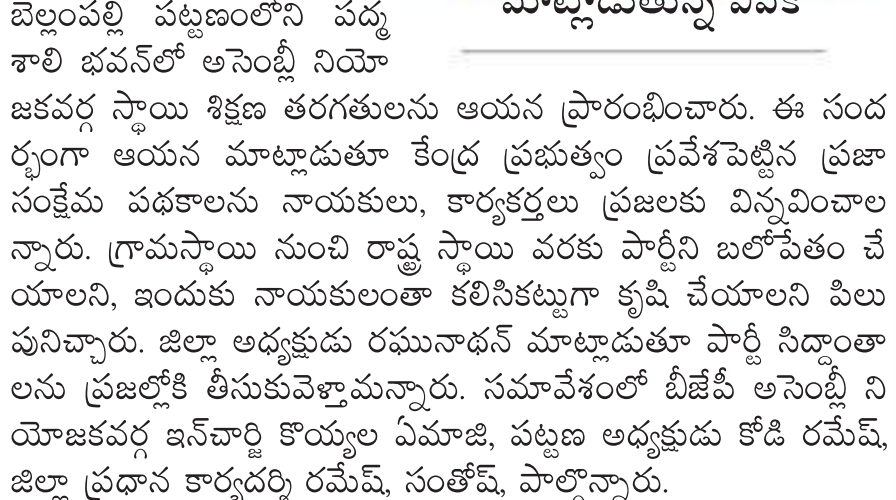 మాట్లాడుతున్న వివేక్
బెల్లంపల్లి పట్టణంలోని పద్మ
శాలి భవన్‌లో అసెంబ్లీ నియో
జకవర్గ స్థాయి శిక్షణ తరగతులను ఆయన ప్రారంభించారు. ఈ సంద
ర్భంగా ఆయన మాట్లాడుతూ కేంద్ర ప్రభుత్వం ప్రవేశపెట్టిన ప్రజా
సంక్షేమ పథకాలను నాయకులు, కార్యకర్తలు ప్రజలకు విన్నవించాల
న్నారు. గ్రామస్థాయి నుంచి రాష్ట్ర స్థాయి వరకు పార్టీని బలోపేతం చే
యాలని, ఇందుకు నాయకులంతా కలిసికట్టుగా కృషి చేయాలని పిలు
పునిచ్చారు. జిల్లా అధ్యక్షుడు రఘునాథన్ మాట్లాడుతూ పార్టీ సిద్దాంతా
లను ప్రజల్లోకి తీసుకువెళ్తామన్నారు. సమావేశంలో బీజేపీ అసెంబ్లీ ని
యోజకవర్గ ఇన్‌చార్జి కొయ్యల ఏమాజి, పట్టణ అధ్యక్షుడు కోడి రమేష్,
జిల్లా ప్రధాన కార్యదర్శి రమేష్, సంతోష్, పాల్గొన్నారు.